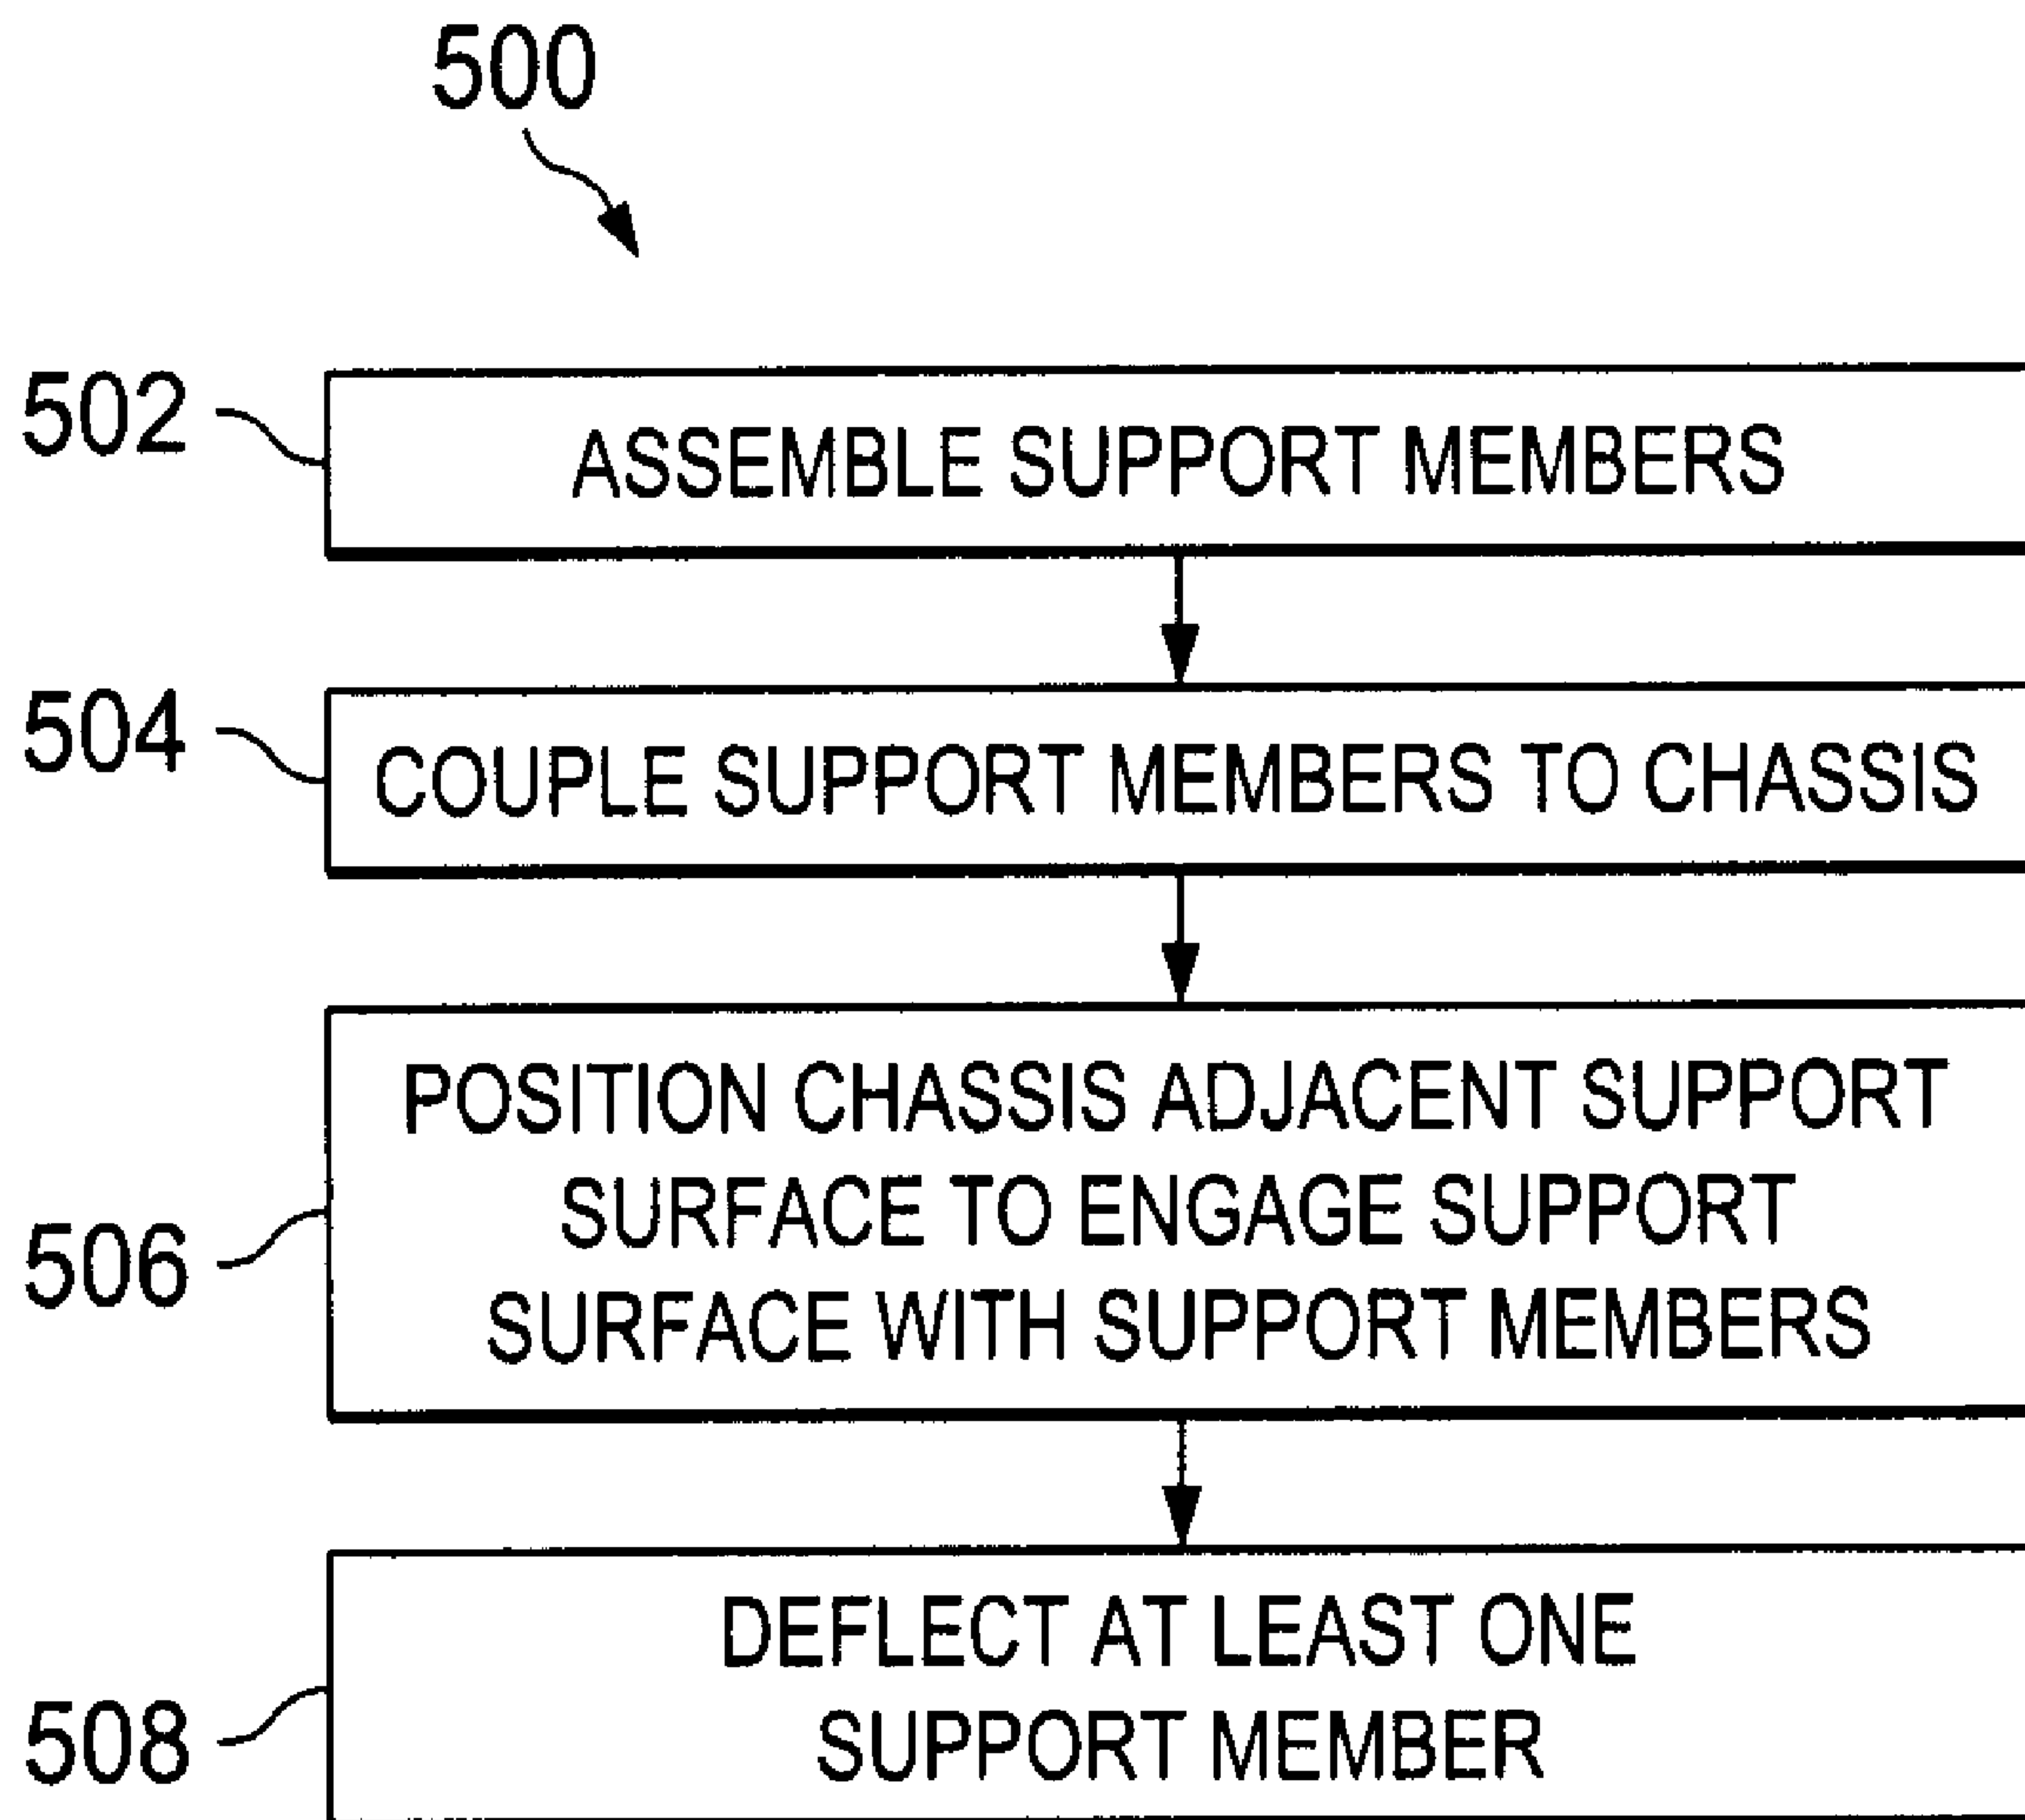 500
502
ASSEMBLE SUPPORT MEMBERS
504
COUPLE SUPPORT MEMBERS TO CHASSIS
506
POSITION CHASSIS ADJACENT SUPPORT
SURFACE TO ENGAGE SUPPORT
SURFACE WITH SUPPORT MEMBERS
508
DEFLECT AT LEAST ONE
SUPPORT MEMBER